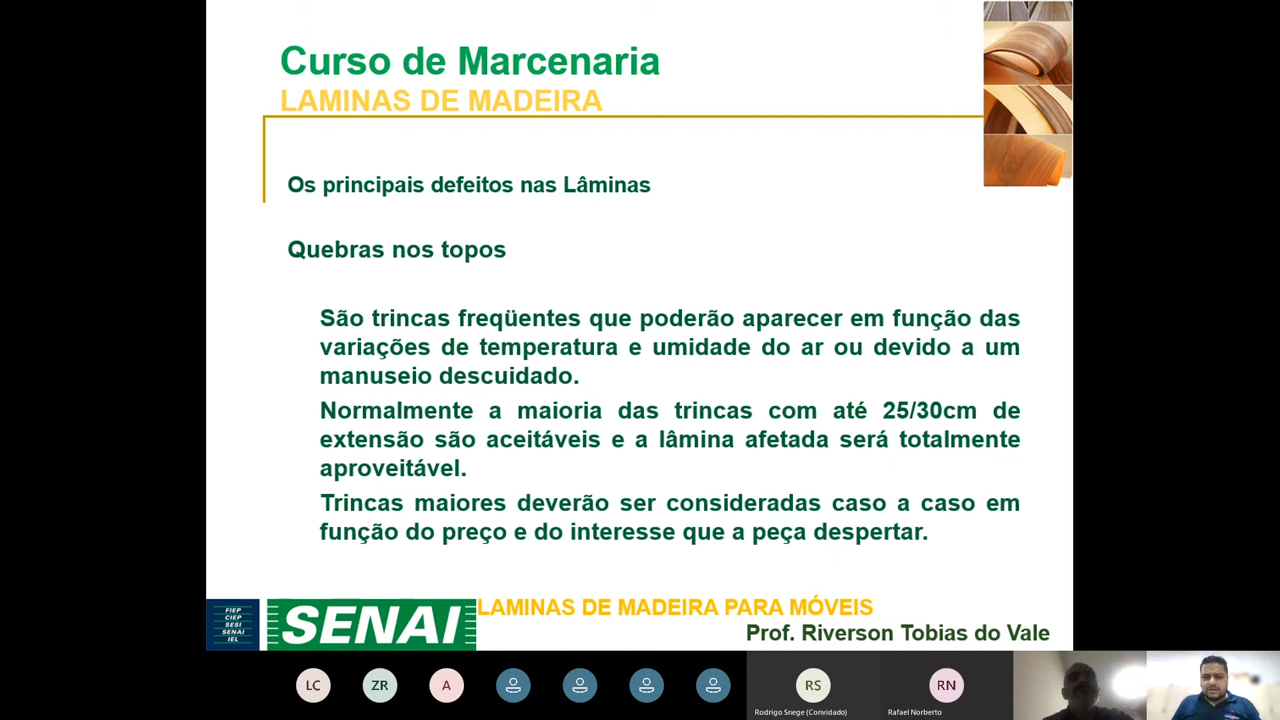 Curso de Marcenaria
LAMINAS DE MADEIRA
Os principais defeitos nas Lâminas
Quebras nos topos
São trincas freqüentes que poderão aparecer em função das
variações de temperatura e umidade do ar ou devido a um
manuseio descuidado.
Normalmente a maioria das trincas com até 25/30cm de
extensão são aceitáveis e a lâmina afetada será totalmente
aproveitável.
Trincas maiores deverão ser consideradas caso a caso em
função do preço e do interesse que a peça despertar.
FIEP
CIEP
SESI
SENAI
IEL
SENAI
LAMINAS DE MADEIRA PARA MÓVEIS
Prof. Riverson Tobias do Vale
LC
ZR
A
RS
RN
Rodrigo Snege (Convidado)
Rafael Norberto